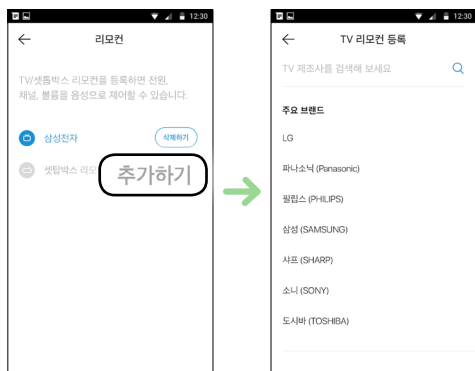 12:30
리모컨
TV/셋톱박스 리모컨을 등록하면 전원,
채널, 볼륨을 음성으로 제어할 수 있습니다.
삼성전자
삭제하기
셋탑박스 리모
추가하기
12:30
TV 리모컨 등록
TV 제조사를 검색해 보세요
주요 브랜드
LG
파나소닉 (Panasonic)
필립스 (PHILIPS)
삼성 (SAMSUNG)
샤프 (SHARP)
소니 (SONY)
도시바 (TOSHIBA)